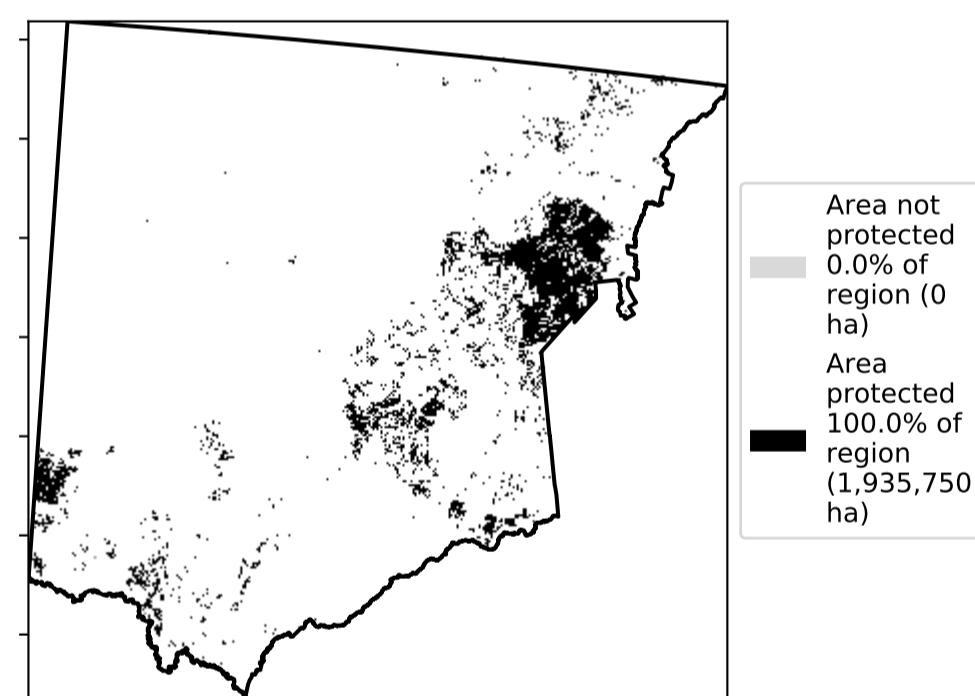 Area not
protected
0.0% of
region (0
ha)
Area
protected
100.0% of
region
(1,935,750
ha)